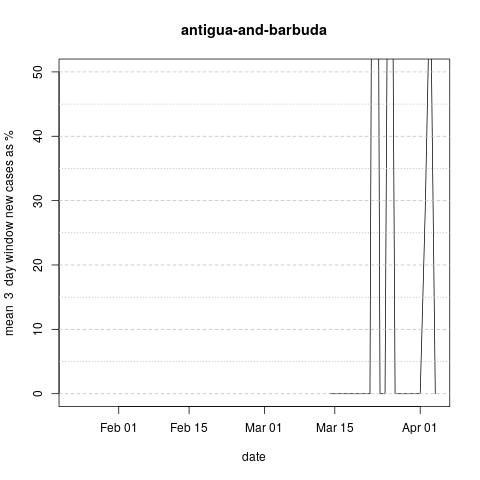 antigua-and-barbuda
mean 3 day window new cases as %
50
40
30
20
10
0
Feb 01
Feb 15
Mar 01
Mar 15
Apr 01
date